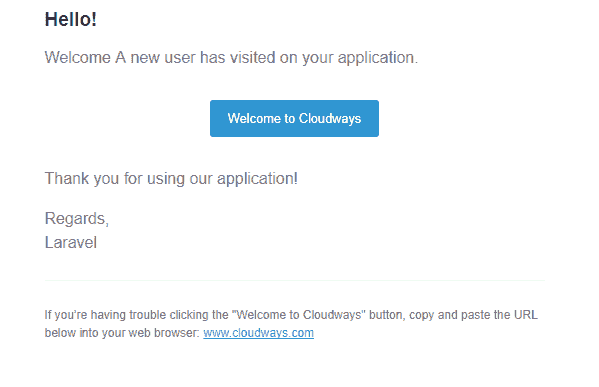 Hello!
Welcome A new user has visited on your application.
Welcome to Cloudways
Thank you for using our application!
Regards,
Laravel
If you're having trouble clicking the "Welcome to Cloudways" button, copy and paste the URL
below into your web browser: www.cloudways.com